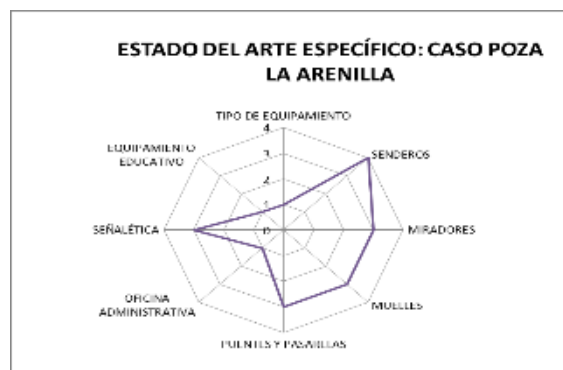 ESTADO DEL ARTE ESPECÍFICO: CASO POZA
LA ARENILLA
TIPO DE EQUIPAMIENTO
4
EQUIPAMIENTO
EDUCATIVO
3
SENDEROS
2
1
SEÑALÉTICA
0
MIRADORES
OFICINA
ADMINISTRATIVA
MUELLES
PUENTES Y PASARELAS